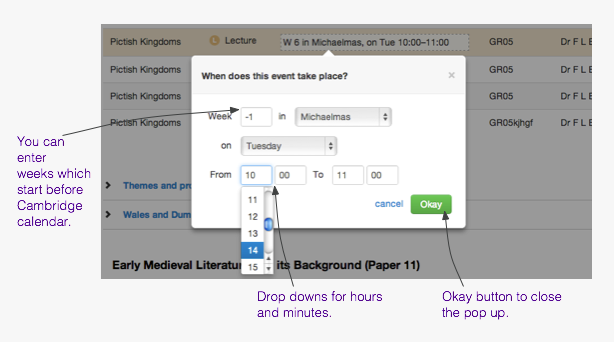 Pictish Kingdoms L Lecture W 6 in Michaelmas, on Tue 10:00–11:00 GR05 Dr F L E
Pictish Kingdoms GR05 Dr F L E
When does this event take place? ×
Pictish Kingdoms GR05 Dr F L E
Week -1 in Michaelmas
Pictish Kingdoms GR05kjhgf Dr F L E
on Tuesday
You can
enter
weeks which
start before
Cambridge
calendar.
From 10 00 To 11 00
Themes and pr
11
cancel Okay
12
Wales and Dum
13
14
15
Early Medieval Literatur its Background (Paper 11)
Drop downs for hours
and minutes.
Okay button to close
the pop up.